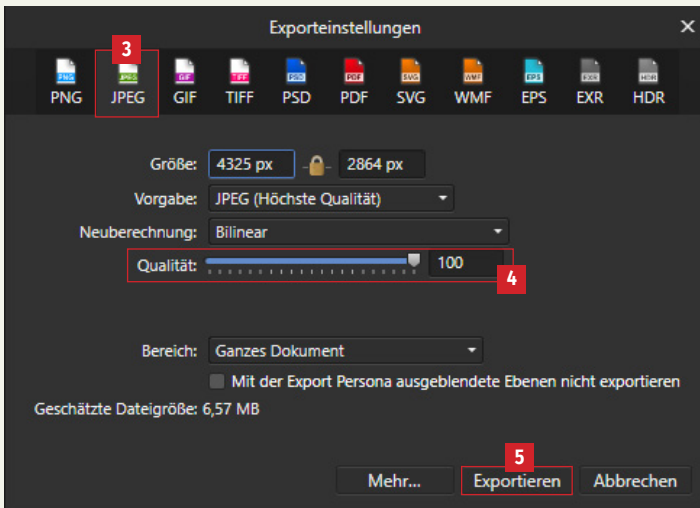 Exporteinstellungen
3
PNG JPEG GIF TIFF PSD PDF SVG WMF EPS EXR HDR
PNG JPEG GIF TIFF PSD PDF SVG WMF EPS EXR HDR
Größe: 4325 px 2864 px
Vorgabe: JPEG (Höchste Qualität)
Neuberechnung: Bilinear
Qualität: 100
4
Bereich: Ganzes Dokument
Mit der Export Persona ausgeblendete Ebenen nicht exportieren
Geschätzte Dateigröße: 6,57 MB
5
Mehr... Exportieren Abbrechen